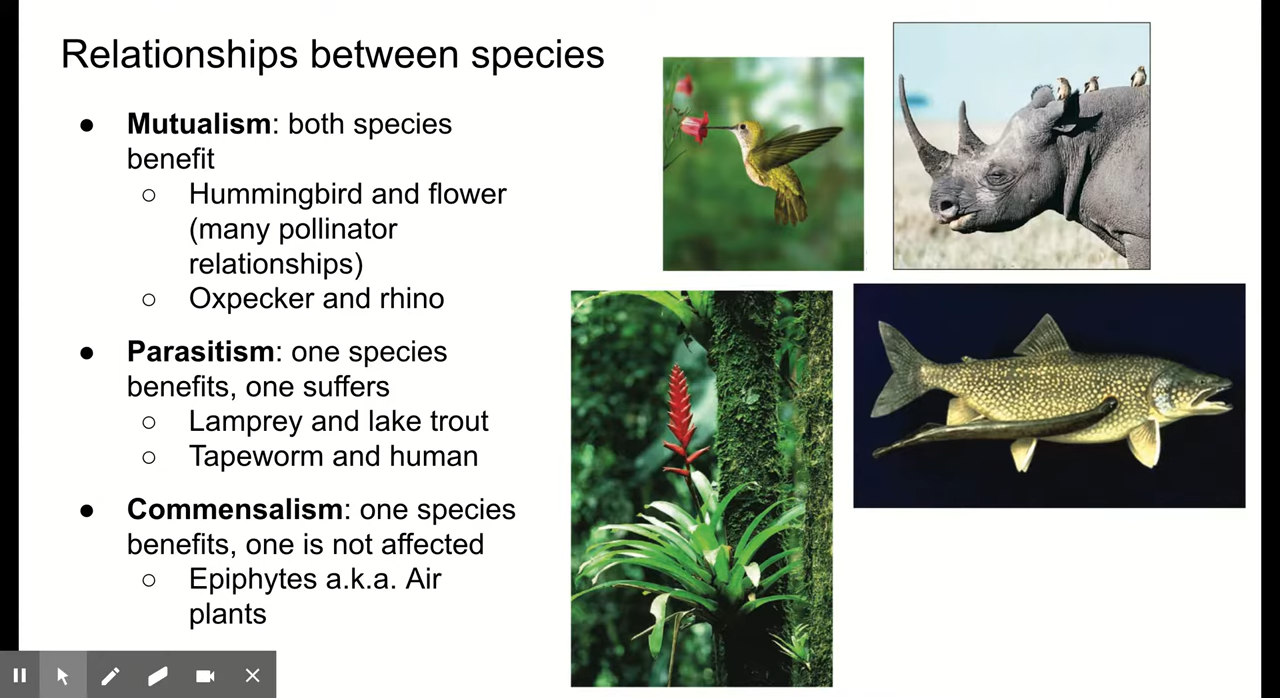 Relationships between species
● Mutualism: both species
benefit
○ Hummingbird and flower
(many pollinator
relationships)
○ Oxpecker and rhino
● Parasitism: one species
benefits, one suffers
○ Lamprey and lake trout
○ Tapeworm and human
● Commensalism: one species
benefits, one is not affected
○ Epiphytes a.k.a. Air
plants